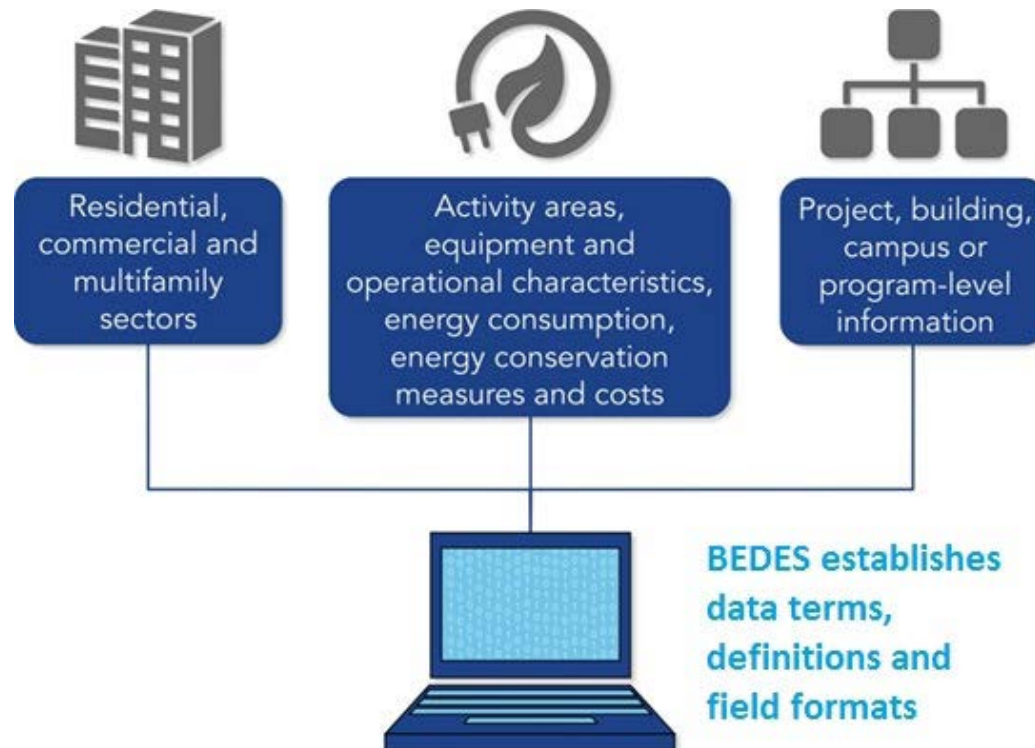 Residential,
commercial and
multifamily
sectors
Activity areas,
equipment and
operational characteristics,
energy consumption,
energy conservation
measures and costs
Project, building,
campus or
program-level
information
BEDES establishes
data terms,
definitions and
field formats